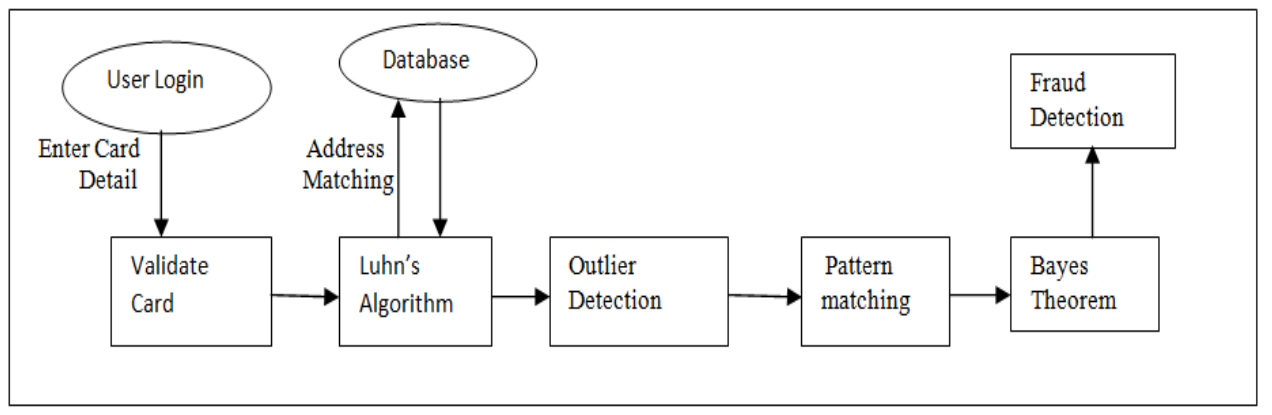 User Login
Database
Fraud
Detection
Enter Card
Detail
Address
Matching
Validate
Card
Luhn’s
Algorithm
Outlier
Detection
Pattern
matching
Bayes
Theorem